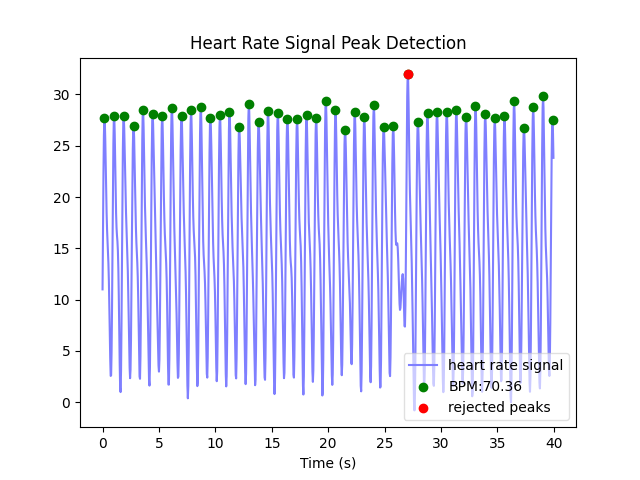 Heart Rate Signal Peak Detection
30
25
20
15
10
5
0
heart rate signal
BPM:70.36
rejected peaks
0 5 10 15 20 25 30 35 40
Time (s)